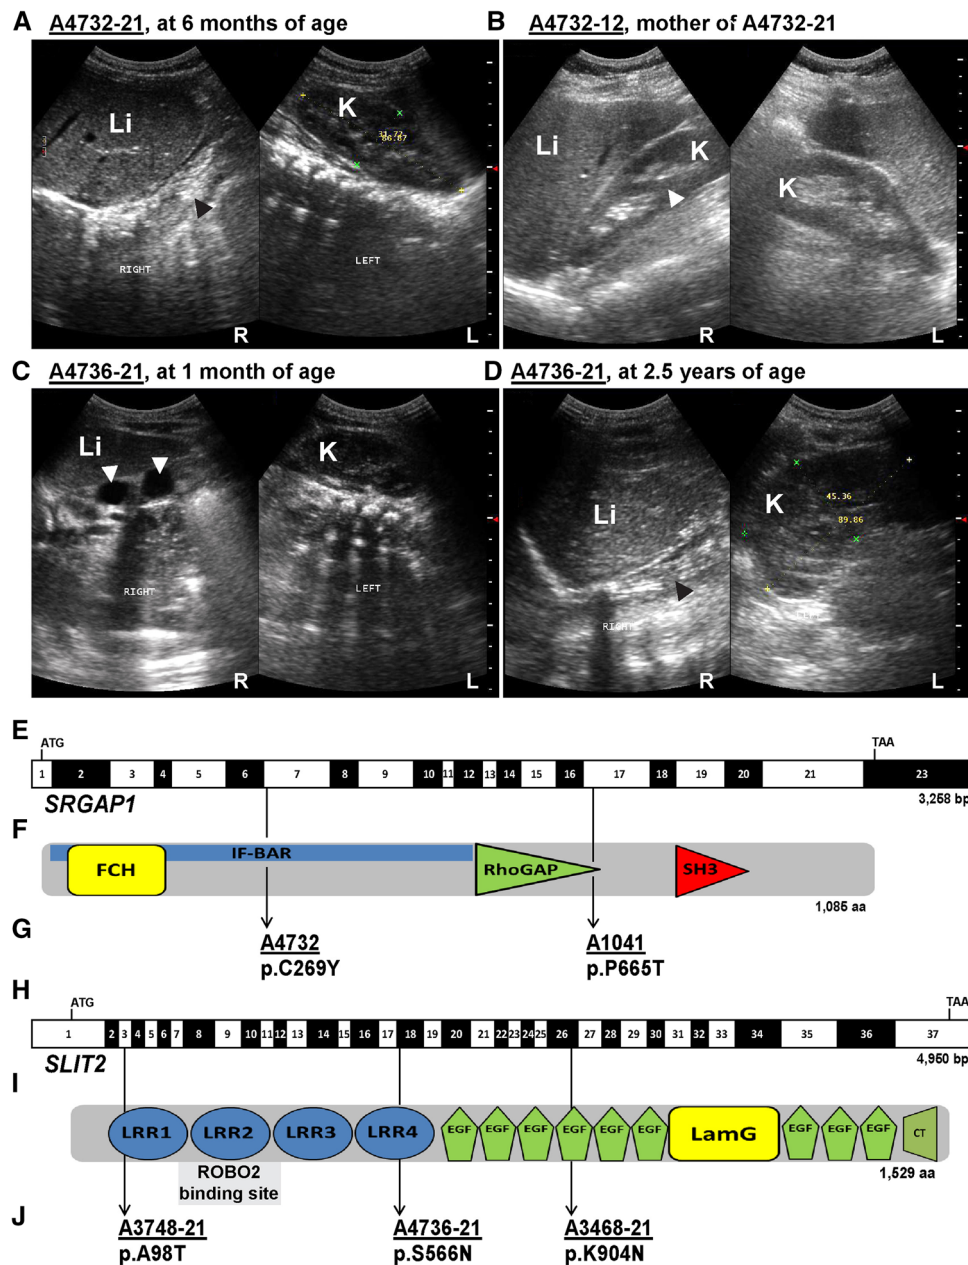 A A4732-21, at 6 months of age
Li
K
31.72
86.87
RIGHT
LEFT
R
L
B A4732-12, mother of A4732-21
Li
K
K
R
L
C A4736-21, at 1 month of age
Li
K
RIGHT
LEFT
R
L
D A4736-21, at 2.5 years of age
Li
K
45.36
89.86
RIGHT
R
L
E
ATG
TAA
1 2 3 4 5 6 7 8 9 10 11 12 13 14 15 16 17 18 19 20 21 23
SRGAP1
3,258 bp
F
IF-BAR
FCH
RhoGAP
SH3
1,085 aa
G
A4732
p.C269Y
A1041
p.P665T
H
ATG
TAA
1 2 3 4 5 6 7 8 9 10 11 12 13 14 15 16 17 18 19 20 21 22 23 24 25 26 27 28 29 30 31 32 33 34 35 36 37
SLIT2
4,960 bp
I
LRR1 LRR2 LRR3 LRR4 EGF EGF EGF EGF EGF EGF LamG EGF EGF EGF CT
1,529 aa
ROBO2
binding site
J
A3748-21
p.A98T
A4736-21
p.S566N
A3468-21
p.K904N